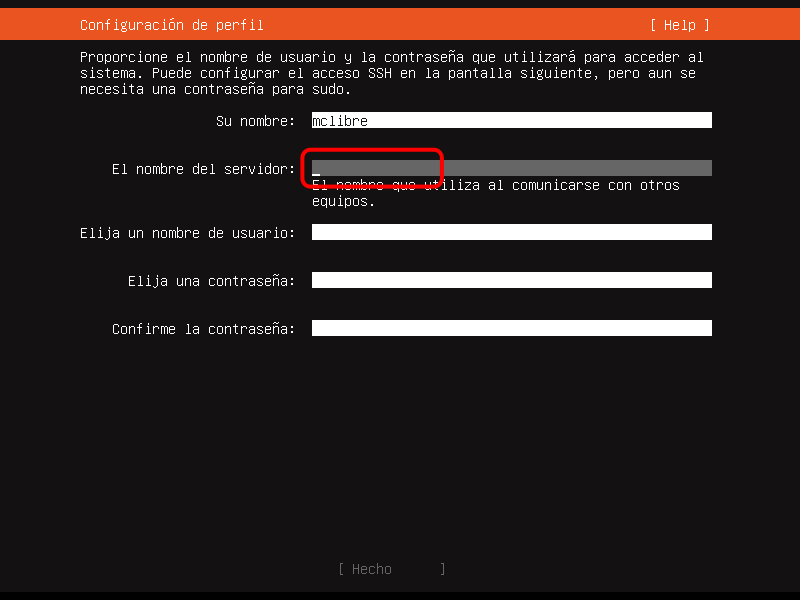 Configuración de perfil [ Help ]
Proporcione el nombre de usuario y la contraseña que utilizará para acceder al
sistema. Puede configurar el acceso SSH en la pantalla siguiente, pero aun se
necesita una contraseña para sudo.
Su nombre: mclibre
El nombre del servidor: _
El nombre que utiliza al comunicarse con otros
equipos.
Elija un nombre de usuario:
Elija una contraseña:
Confirme la contraseña:
[ Hecho ]